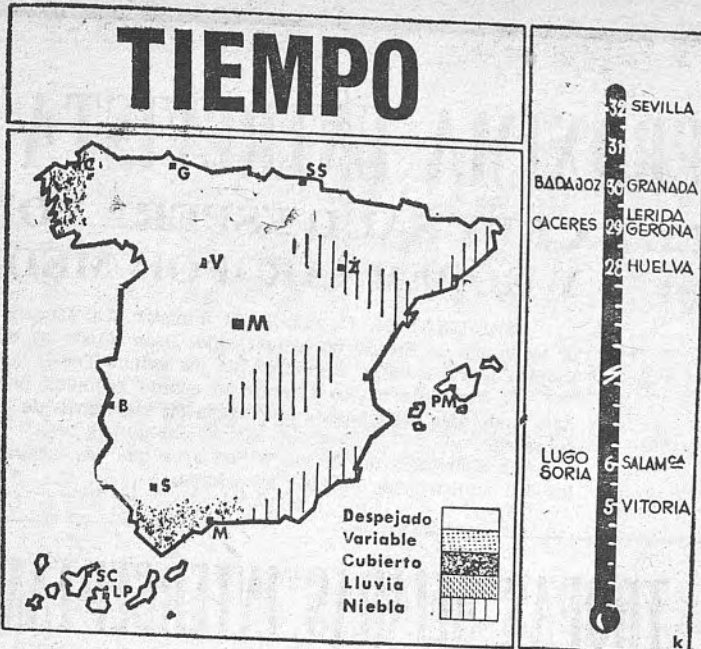 TIEMPO
C
G
SS
V
Z
M
B
PM
S
M
SC
LP
Despejado
Variable
Cubierto
Lluvia
Niebla
32 SEVILLA
31
BADAJOZ 30 GRANADA
CACERES 29 LERIDA
GERONA
28 HUELVA
LUGO 6 SALAMCA
SORIA
5 VITORIA
k